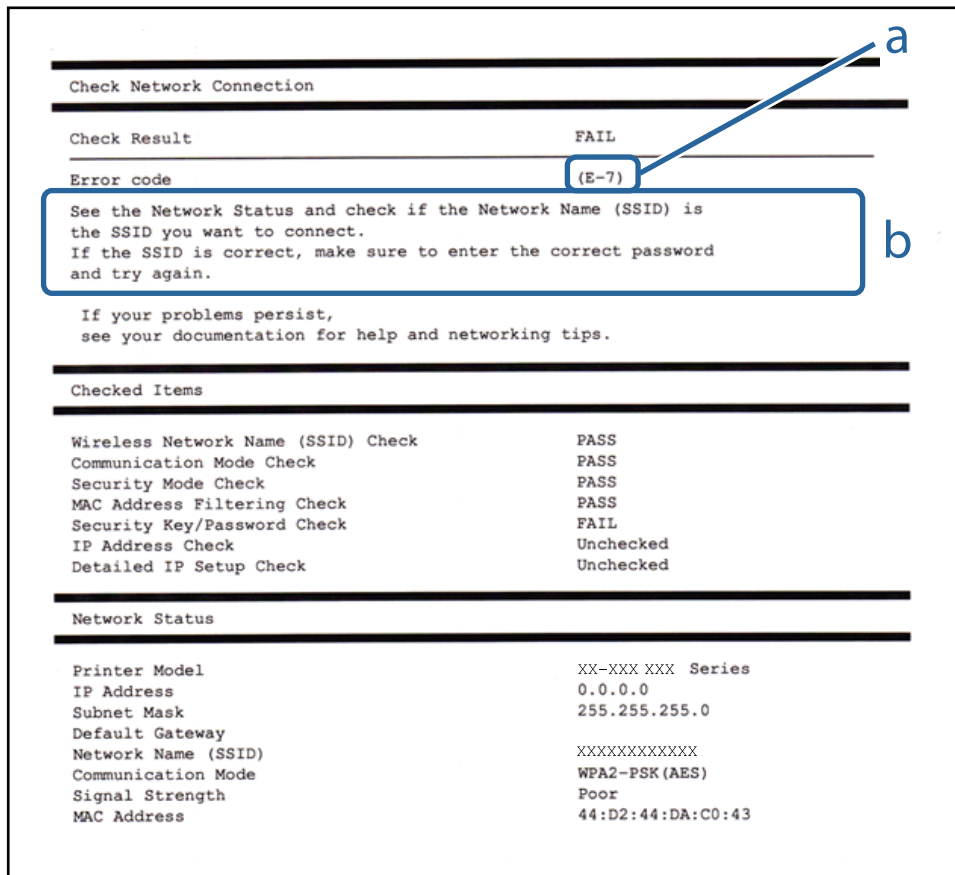 a
Check Network Connection
Check Result FAIL
Error code (E-7)
See the Network Status and check if the Network Name (SSID) is
the SSID you want to connect.
If the SSID is correct, make sure to enter the correct password
and try again.
b
If your problems persist,
see your documentation for help and networking tips.
Checked Items
Wireless Network Name (SSID) Check PASS
Communication Mode Check PASS
Security Mode Check PASS
MAC Address Filtering Check PASS
Security Key/Password Check FAIL
IP Address Check Unchecked
Detailed IP Setup Check Unchecked
Network Status
Printer Model XX-XXX XXX Series
IP Address 0.0.0.0
Subnet Mask 255.255.255.0
Default Gateway
Network Name (SSID) XXXXXXXXXXXX
Communication Mode WPA2-PSK(AES)
Signal Strength Poor
MAC Address 44:D2:44:DA:C0:43